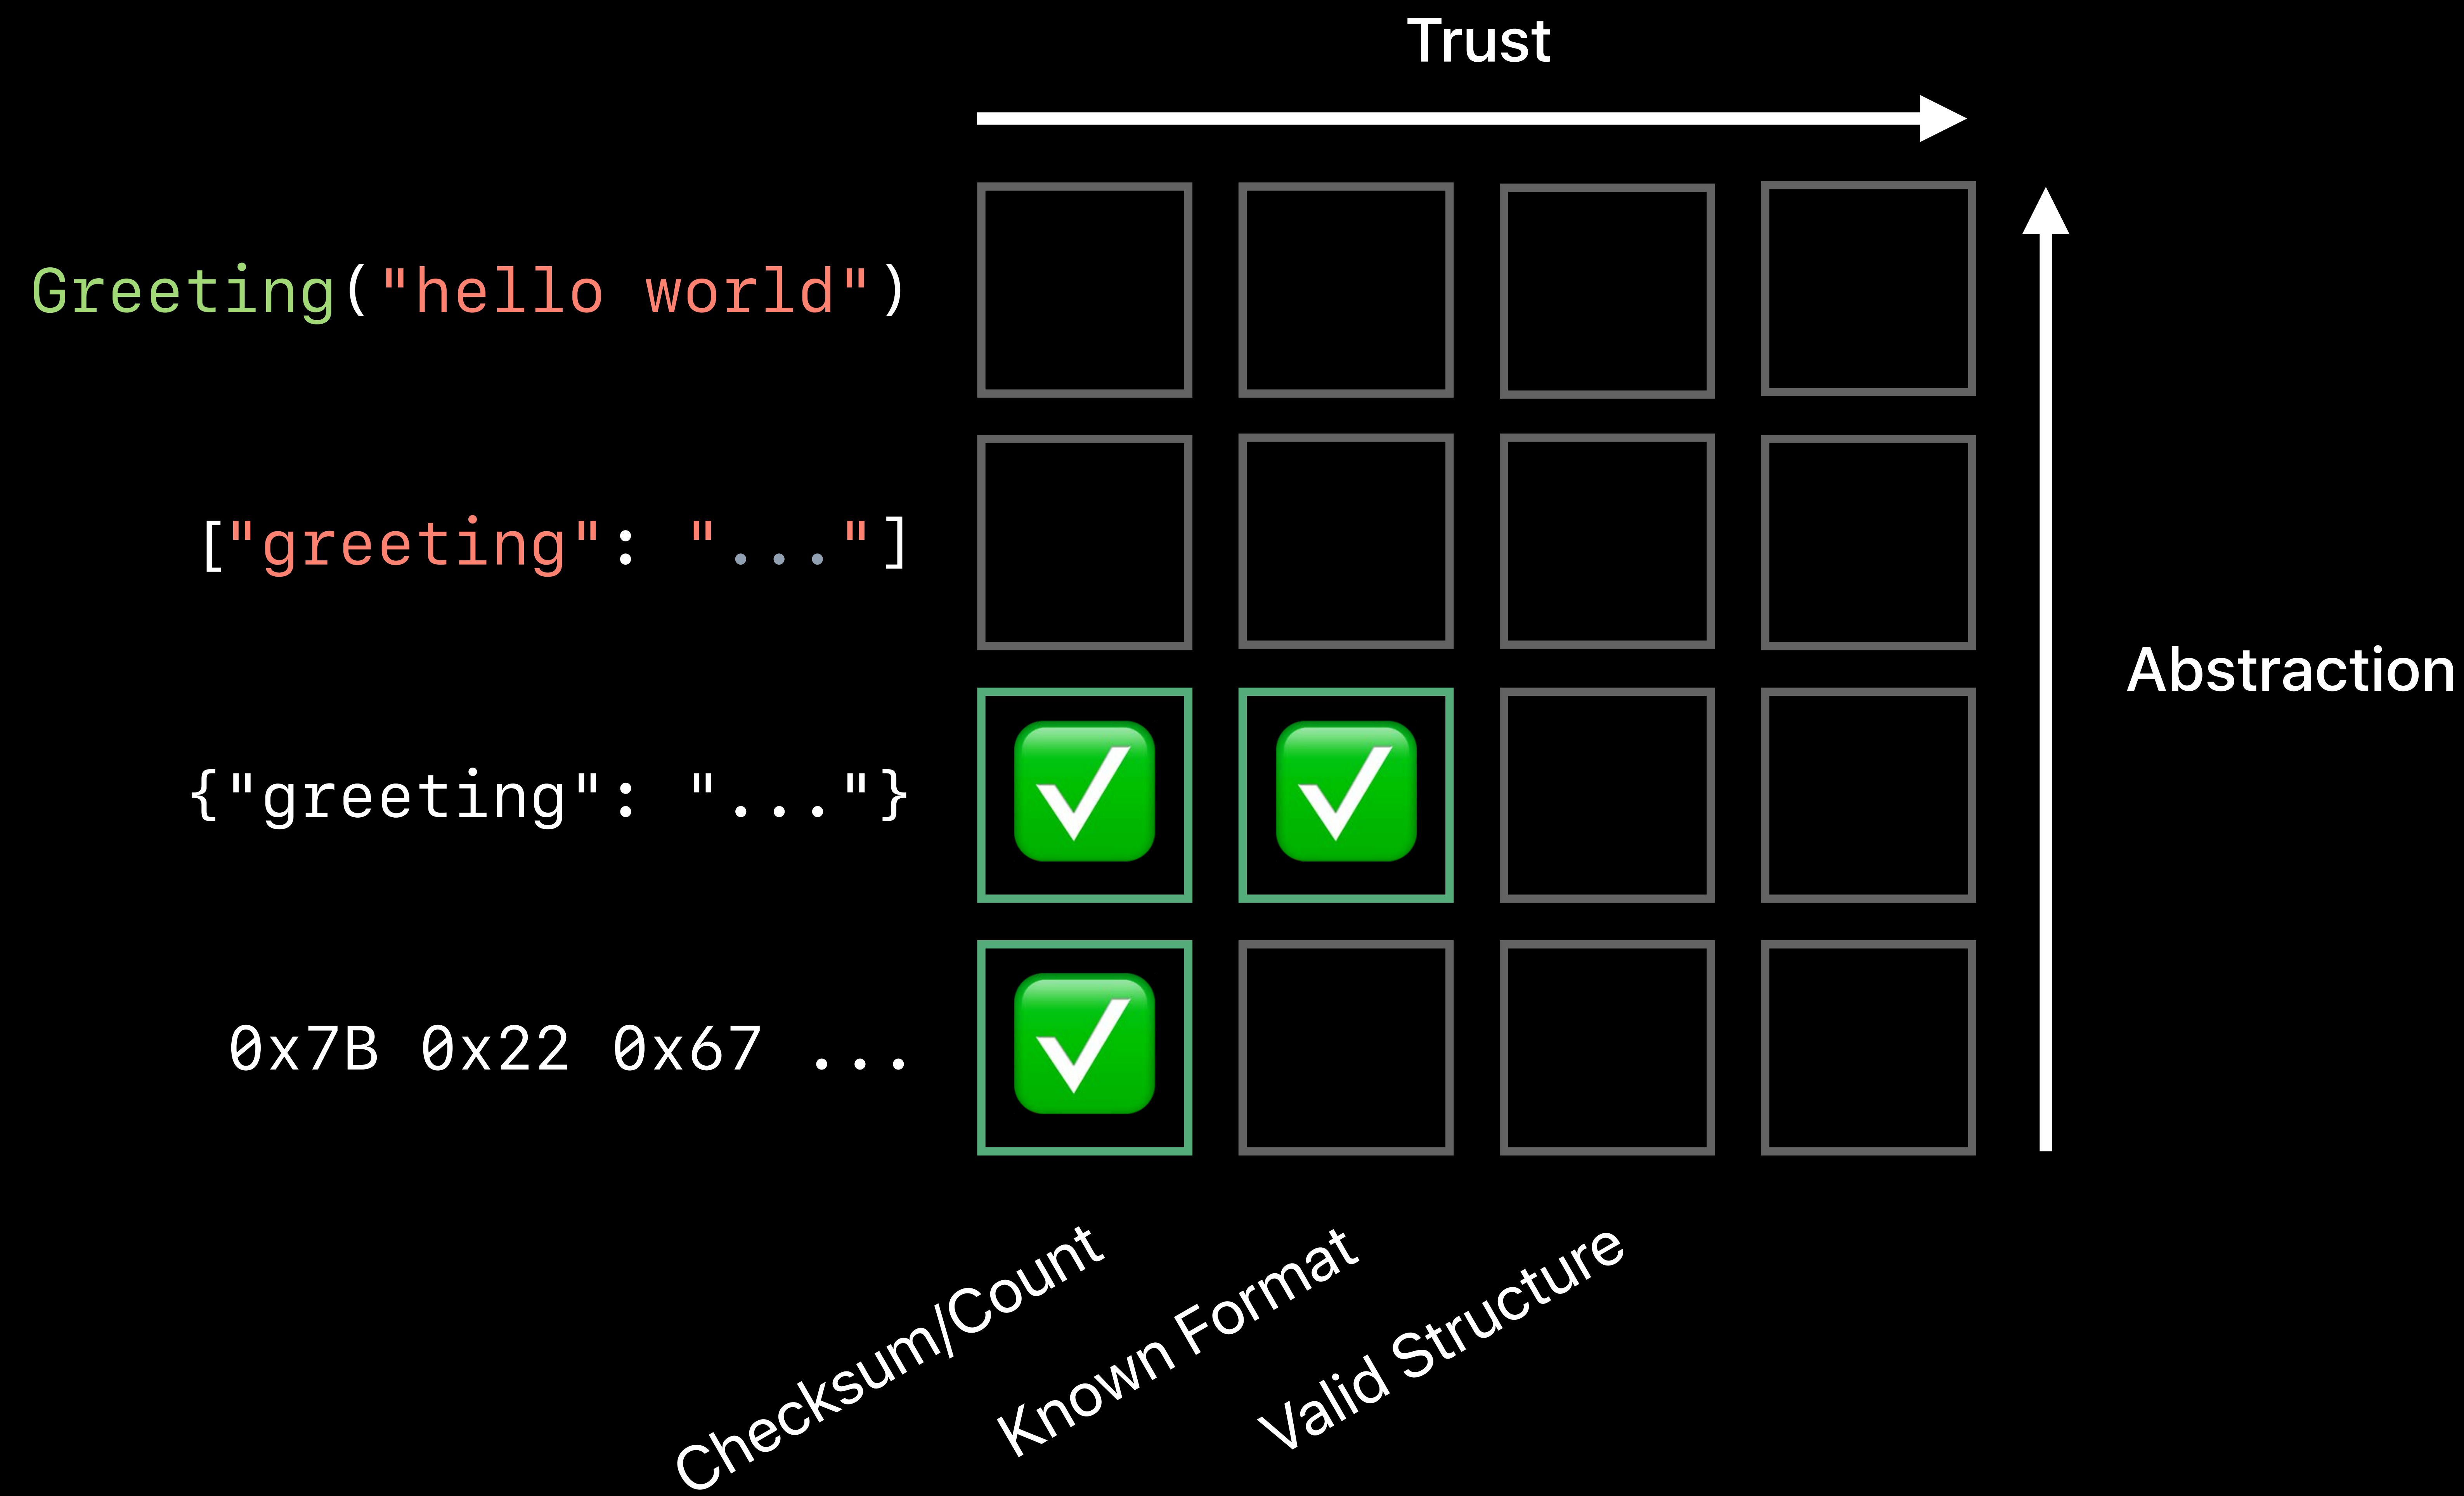 Trust
Greeting("hello world")
["greeting": "..."]
Abstraction
{"greeting": "..."}
0x7B 0x22 0x67 ...
Checksum/Count
Known Format
Valid Structure